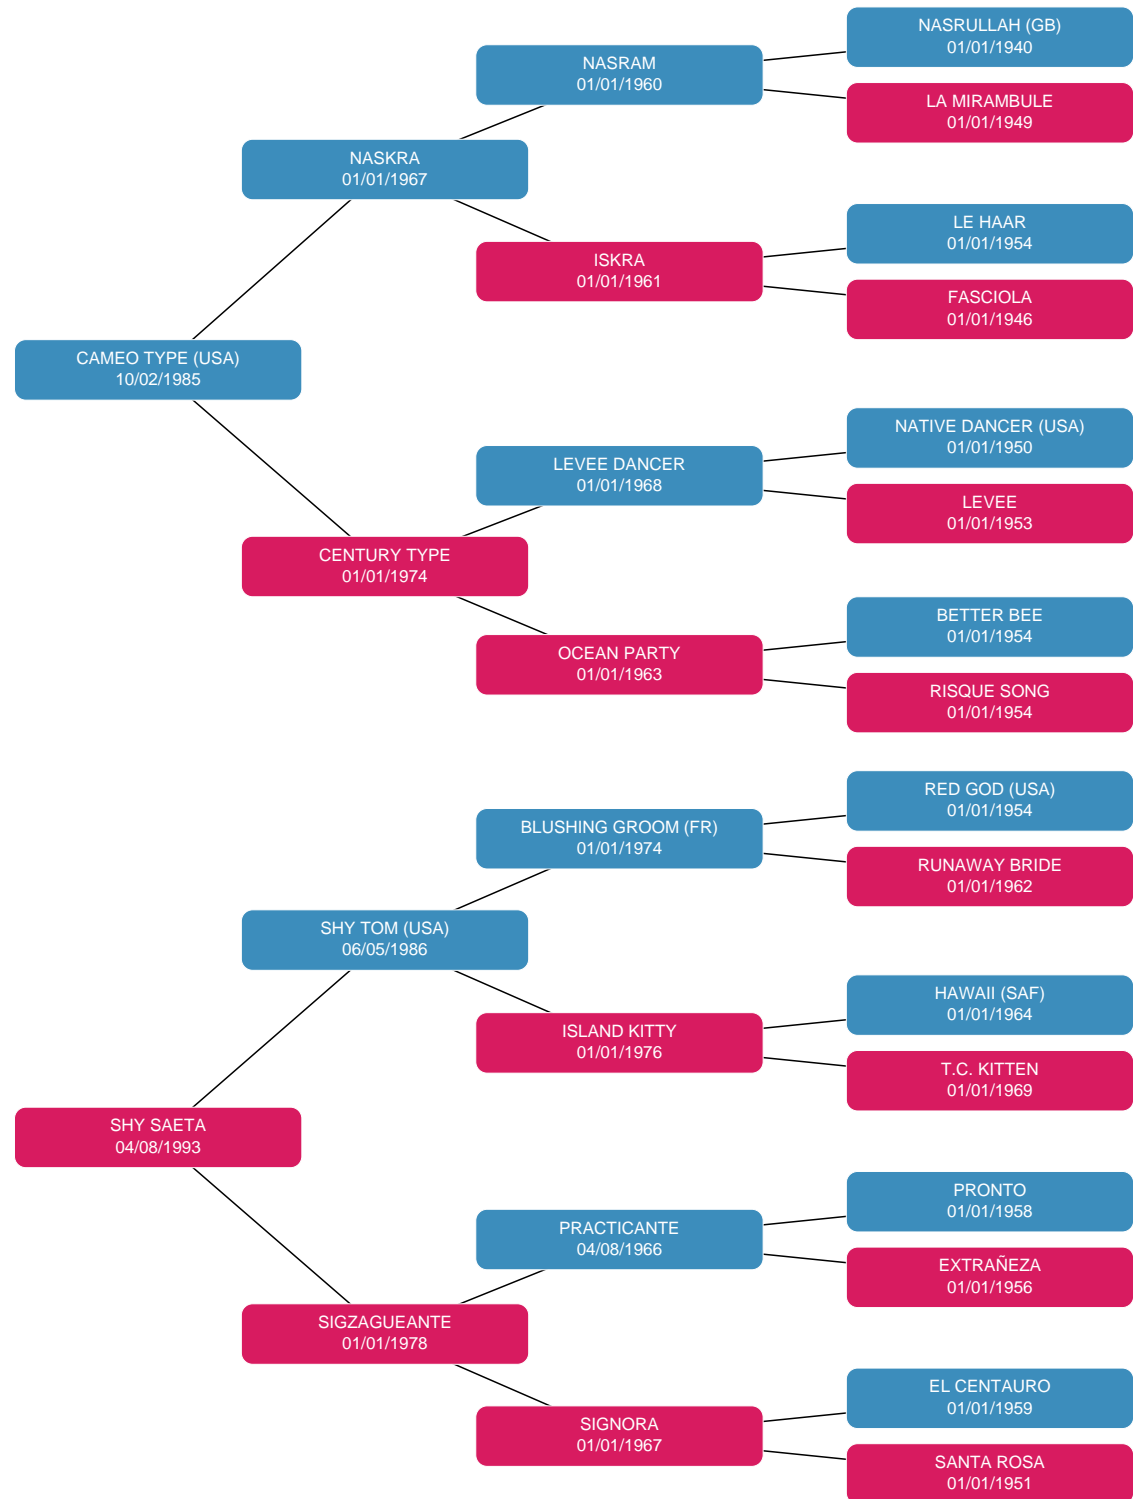 NASRULLAH (GB)
01/01/1940
NASRAM
01/01/1960
LA MIRAMBULE
01/01/1949
NASKRA
01/01/1967
LE HAAR
01/01/1954
ISKRA
01/01/1961
FASCIOLA
01/01/1946
CAMEO TYPE (USA)
10/02/1985
NATIVE DANCER (USA)
01/01/1950
LEVEE DANCER
01/01/1968
LEVEE
01/01/1953
CENTURY TYPE
01/01/1974
BETTER BEE
01/01/1954
OCEAN PARTY
01/01/1963
RISQUE SONG
01/01/1954
RED GOD (USA)
01/01/1954
BLUSHING GROOM (FR)
01/01/1974
RUNAWAY BRIDE
01/01/1962
SHY TOM (USA)
06/05/1986
HAWAII (SAF)
01/01/1964
ISLAND KITTY
01/01/1976
T.C. KITTEN
01/01/1969
SHY SAETA
04/08/1993
PRONTO
01/01/1958
PRACTICANTE
04/08/1966
EXTRAÑEZA
01/01/1956
SIGZAGUEANTE
01/01/1978
EL CENTAURO
01/01/1959
SIGNORA
01/01/1967
SANTA ROSA
01/01/1951